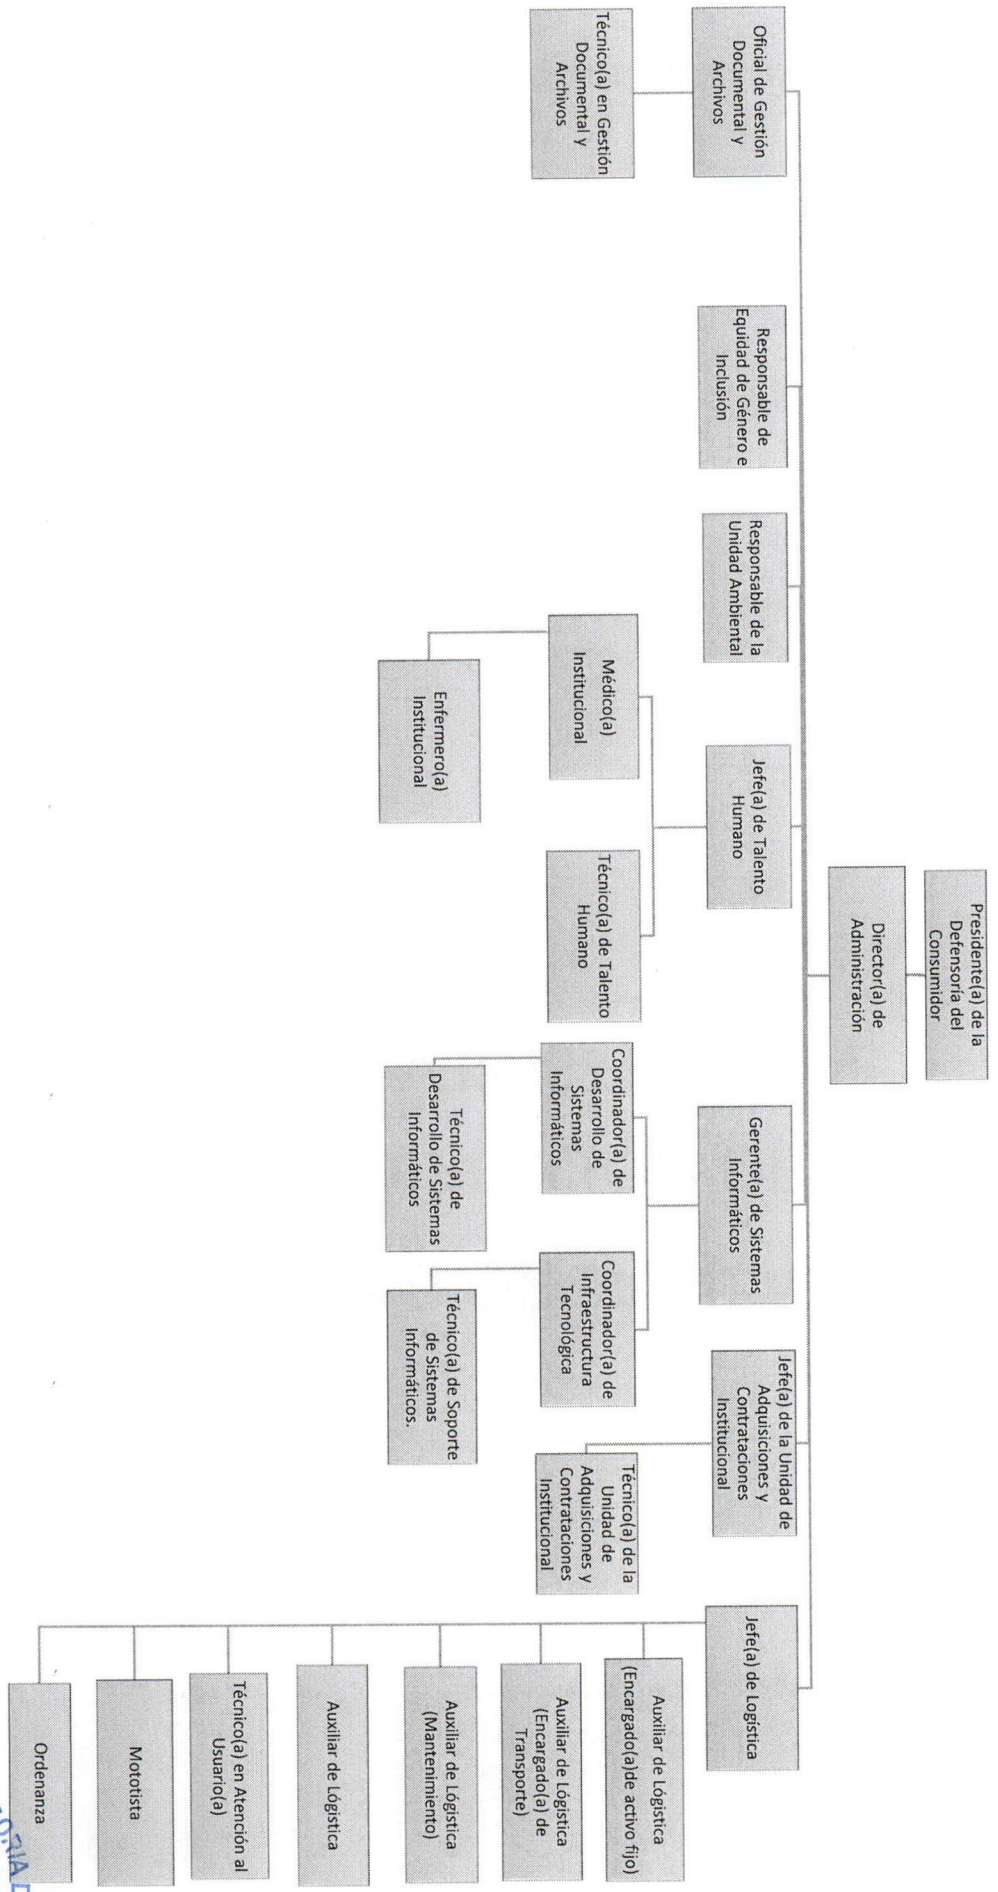 Presidente(a) de la
Defensoría del
Consumidor
Director(a) de
Administración
Oficial de Gestión
Documental y
Archivos
Técnico(a) en Gestión
Documental y
Archivos
Responsable de
Equidad de Género e
Inclusión
Responsable de la
Unidad Ambiental
Jefe(a) de Talento
Humano
Médico(a)
Institucional
Enfermero(a)
Institucional
Técnico(a) de Talento
Humano
Gerente(a) de Sistemas
Informáticos
Coordinador(a) de
Desarrollo de
Sistemas
Informáticos
Técnico(a) de
Desarrollo de Sistemas
Informáticos
Coordinador(a) de
Infraestructura
Tecnológica
Técnico(a) de Soporte
de Sistemas
Informáticos.
Jefe(a) de la Unidad de
Adquisiciones y
Contrataciones
Institucional
Técnico(a) de la
Unidad de
Adquisiciones y
Contrataciones
Institucional
Jefe(a) de Logística
Auxiliar de Lógistica
(Encargado(a)de activo fijo)
Auxiliar de Lógistica
(Encargado(a) de
Transporte)
Auxiliar de Lógistica
(Mantenimiento)
Auxiliar de Lógistica
Técnico(a) en Atención al
Usuario(a)
Mototista
Ordenanza